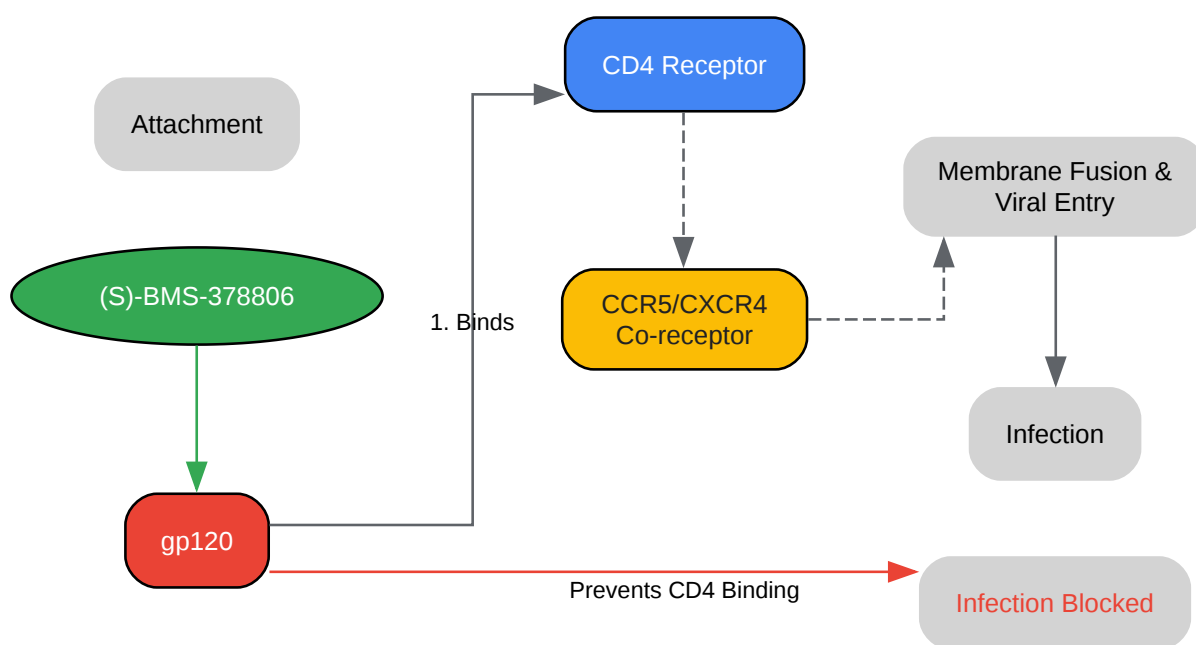 CD4 Receptor
Attachment
Membrane Fusion &
Viral Entry
(S)-BMS-378806
1. Binds
CCR5/CXCR4
Co-receptor
Infection
gp120
Prevents CD4 Binding
Infection Blocked